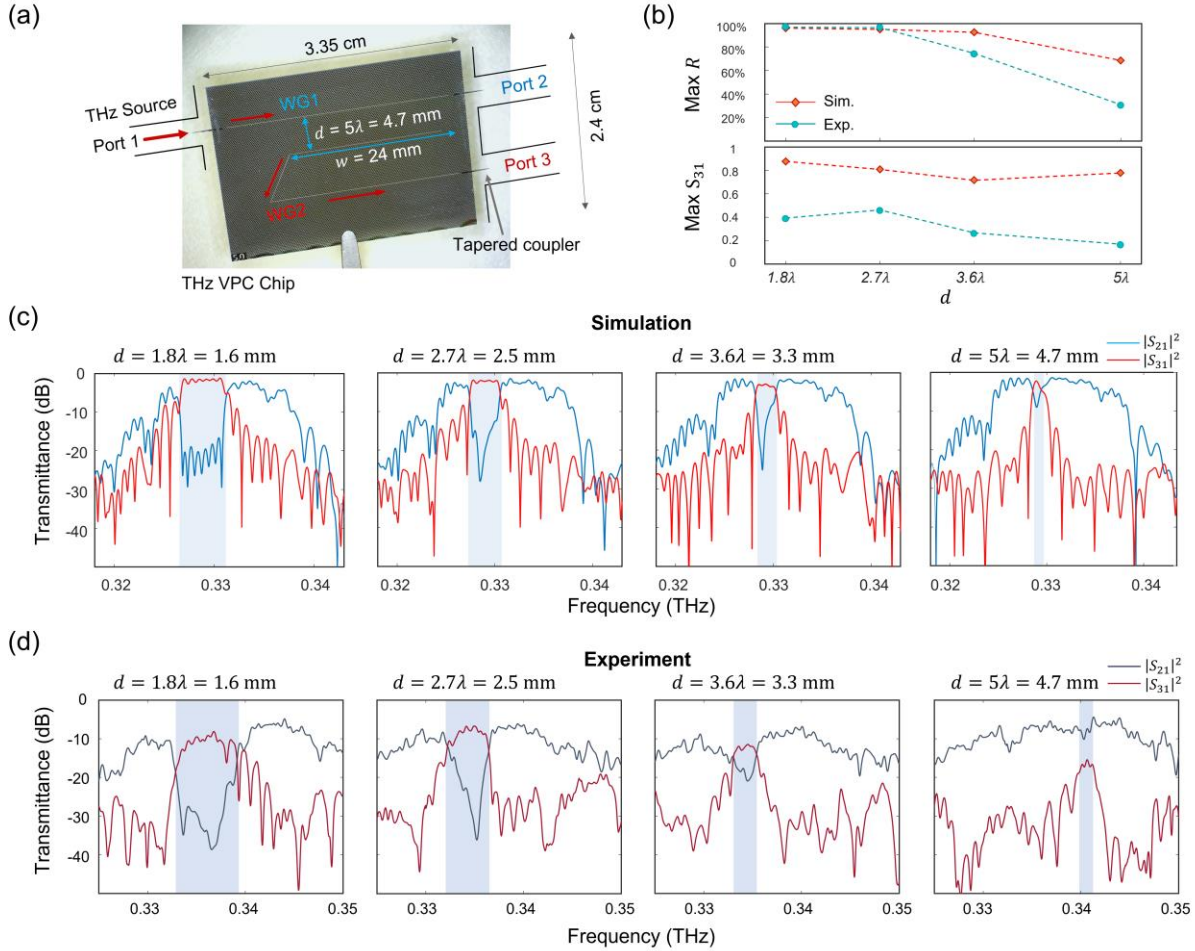 (a)
3.35 cm
THz Source
Port 1
WG1
d = 5λ = 4.7 mm
w = 24 mm
WG2
Port 2
Port 3
2.4 cm
Tapered coupler
THz VPC Chip
(b)
Max R
100%
80%
60%
40%
20%
Sim.
Exp.
Max S31
1
0.8
0.6
0.4
0.2
0
1.8λ 2.7λ 3.6λ 5λ
d
(c)
Simulation
|S21|²
|S31|²
d = 1.8λ = 1.6 mm d = 2.7λ = 2.5 mm d = 3.6λ = 3.3 mm d = 5λ = 4.7 mm
Transmittance (dB)
0
-10
-20
-30
-40
0.32 0.33 0.34 0.32 0.33 0.34 0.32 0.33 0.34 0.32 0.33 0.34
Frequency (THz)
(d)
Experiment
|S21|²
|S31|²
d = 1.8λ = 1.6 mm d = 2.7λ = 2.5 mm d = 3.6λ = 3.3 mm d = 5λ = 4.7 mm
Transmittance (dB)
0
-10
-20
-30
-40
0.33 0.34 0.35 0.33 0.34 0.35 0.33 0.34 0.35 0.33 0.34 0.35
Frequency (THz)